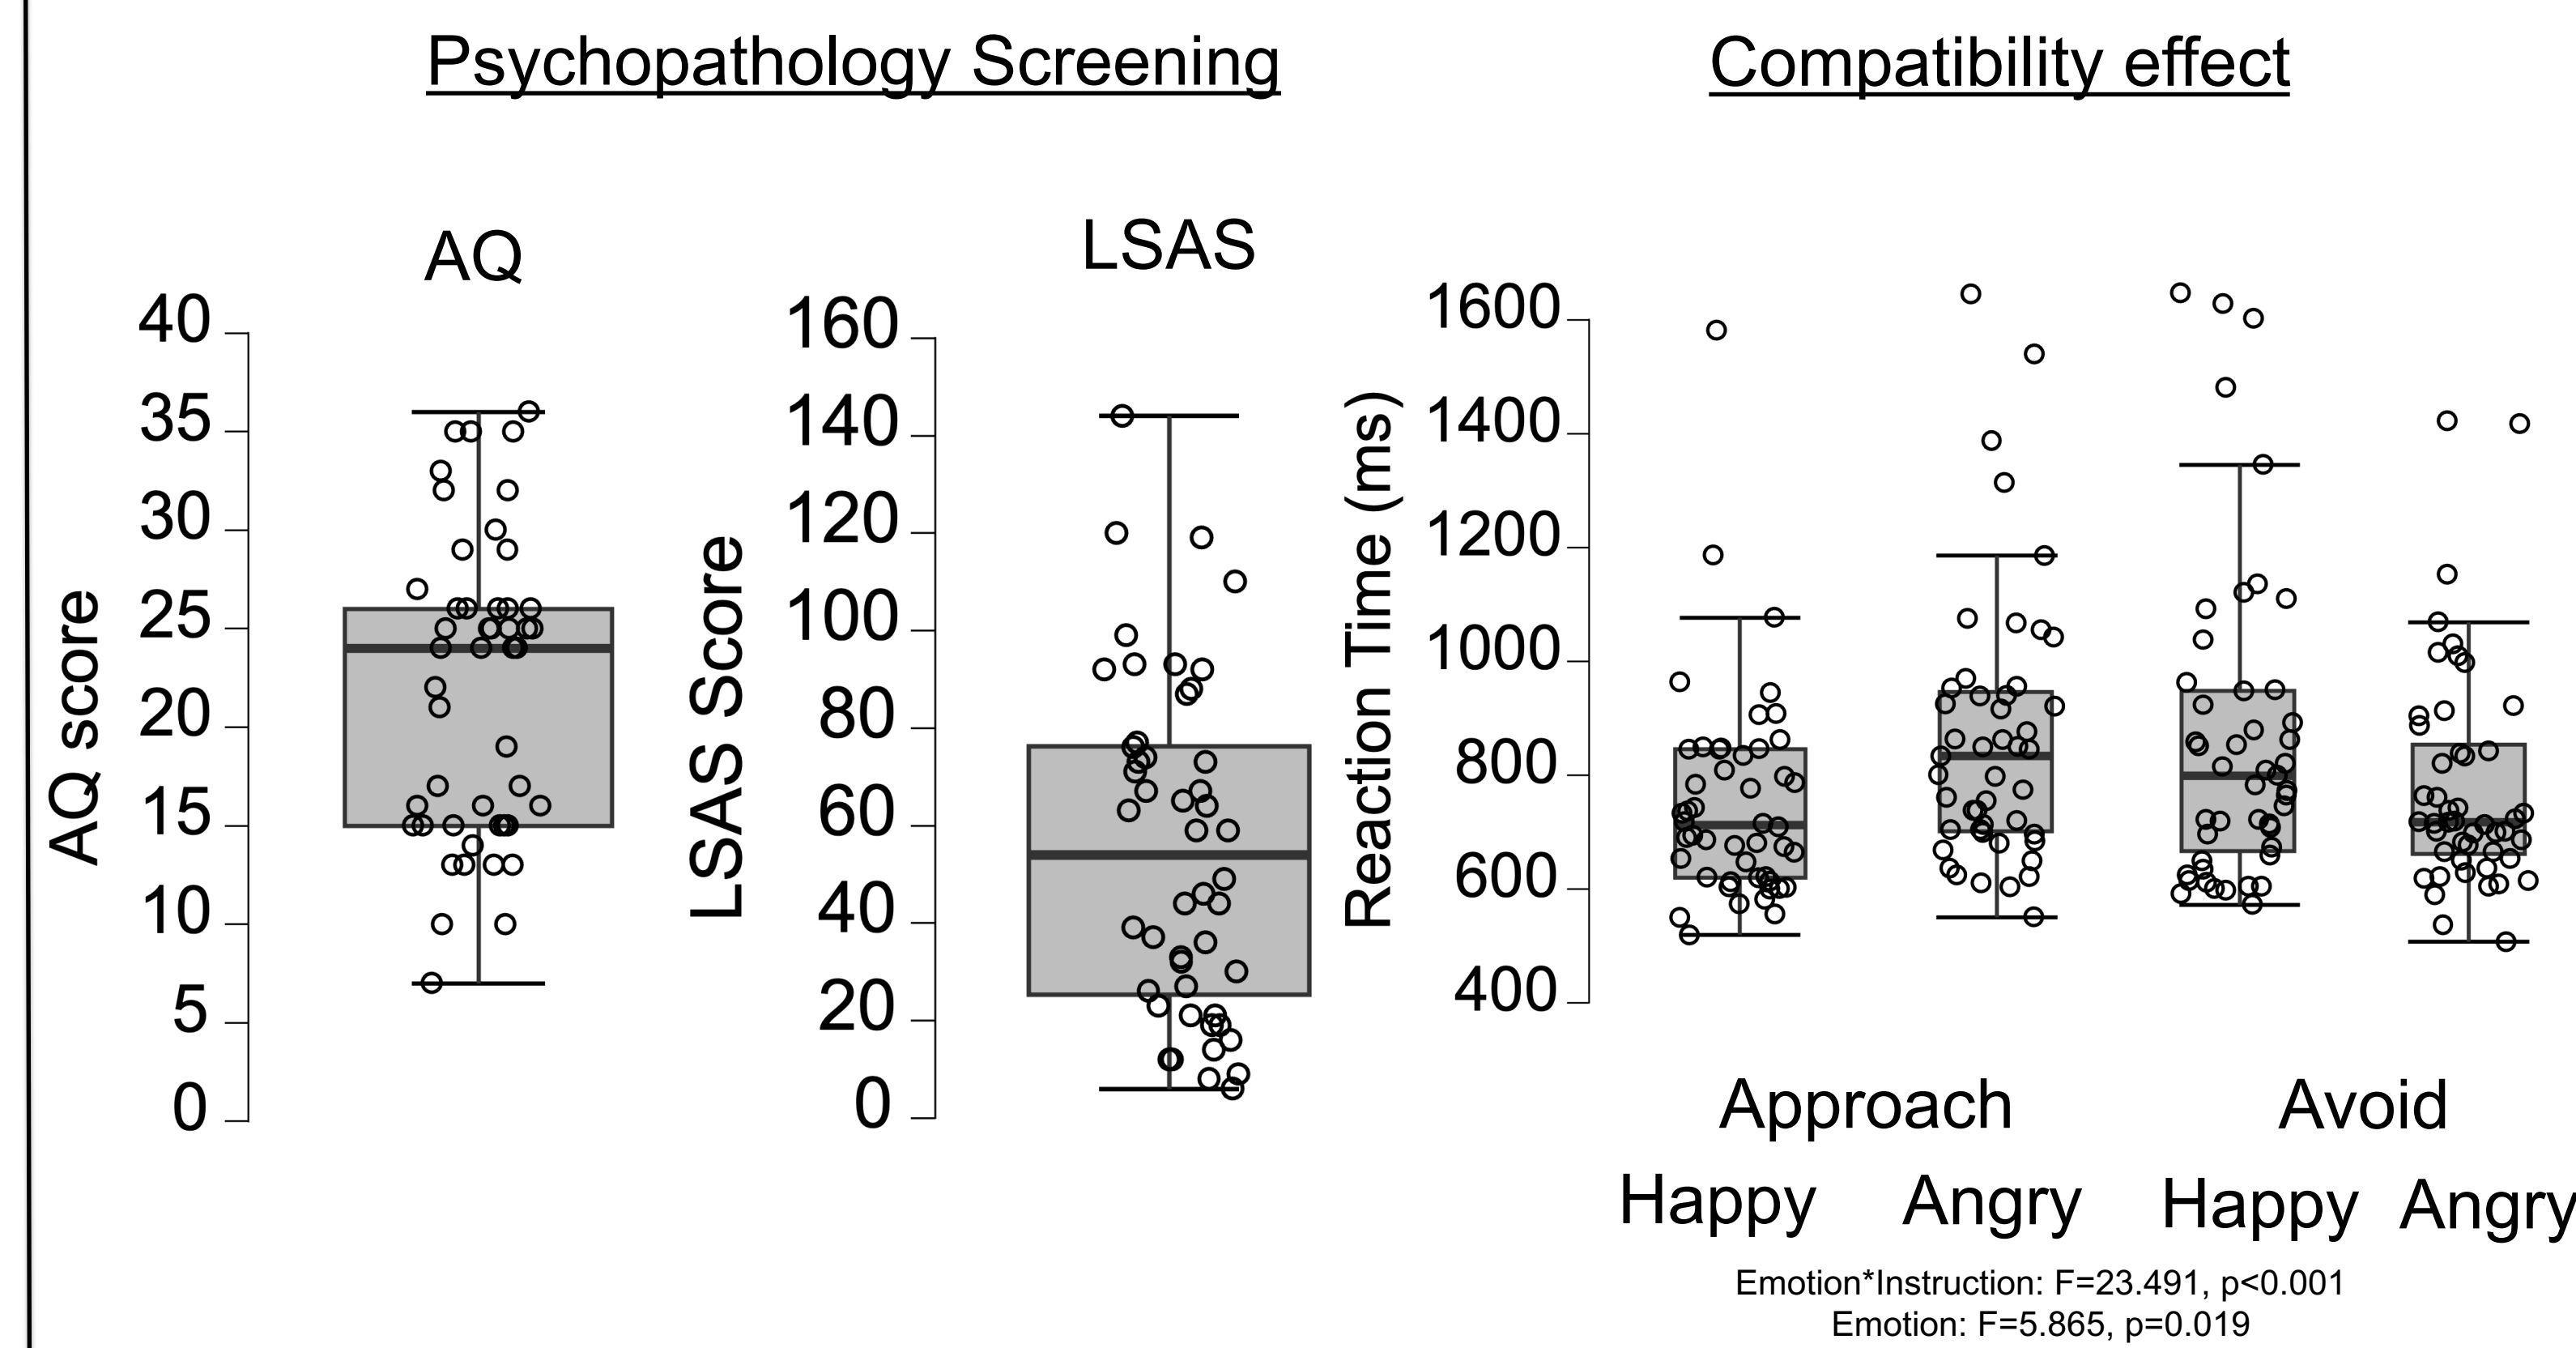 Psychopathology Screening
Compatibility effect
AQ
LSAS
AQ score
40
35
30
25
20
15
10
5
0
LSAS Score
160
140
120
100
80
60
40
20
0
Reaction Time (ms)
1600
1400
1200
1000
800
600
400
Approach
Avoid
Happy
Angry
Happy
Angry
Emotion*Instruction: F=23.491, p<0.001
Emotion: F=5.865, p=0.019